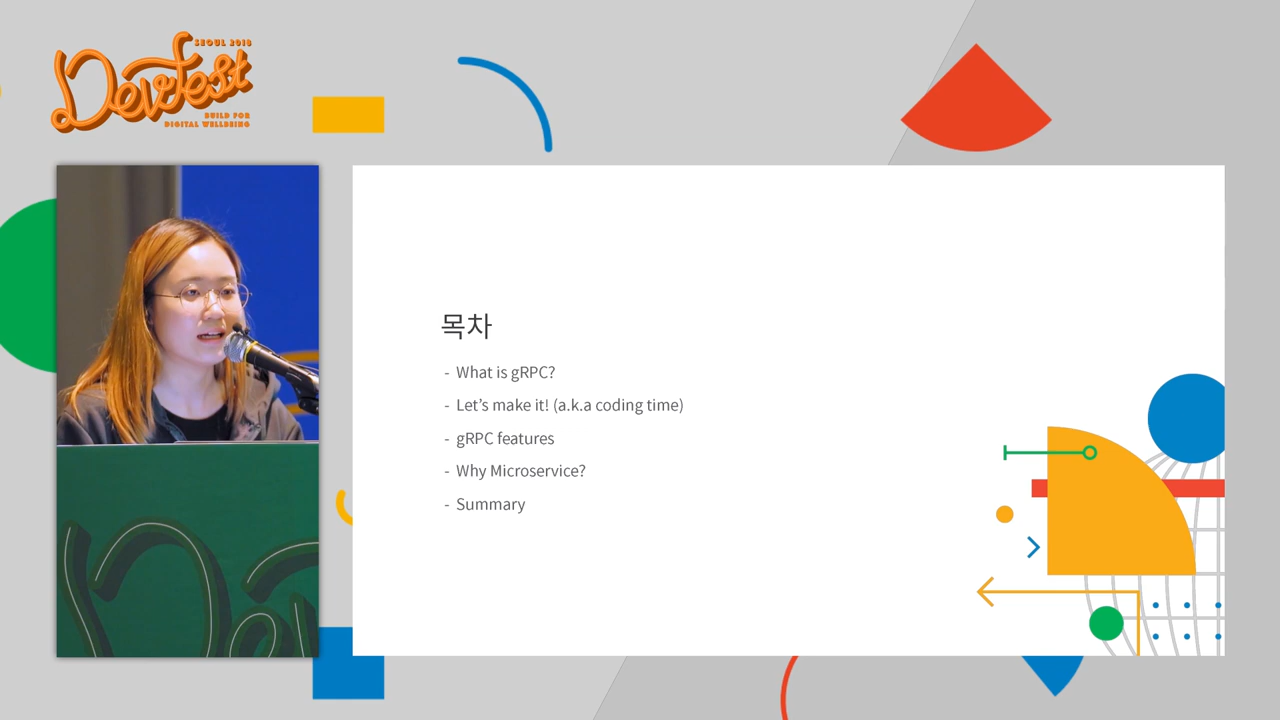 SEOUL 2018
DevFest
BUILD FOR
DIGITAL WELLBEING
목차
- What is gRPC?
- Let's make it! (a.k.a coding time)
- gRPC features
- Why Microservice?
- Summary
Dev